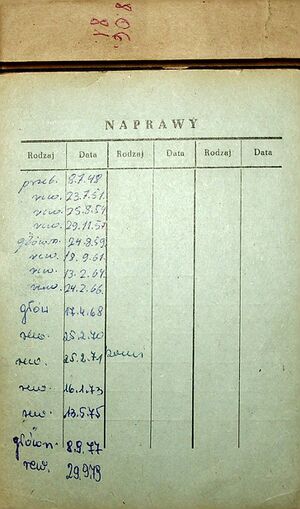 NAPRAWY
Rodzaj Data Rodzaj Data Rodzaj Data
przeb. 8.7.48
rew. 23.7.51.
rew. 25.8.54.
rew. 29.11.57.
główn. 24.8.59.
rew. 18.9.61.
rew. 13.2.64.
rew. 24.2.66.
głów 17.4.68
rew. 25.2.70
rew. 25.2.71
rew. 16.1.73
rew. 13.5.75
główn. 8.9.77
rew. 29.9.79